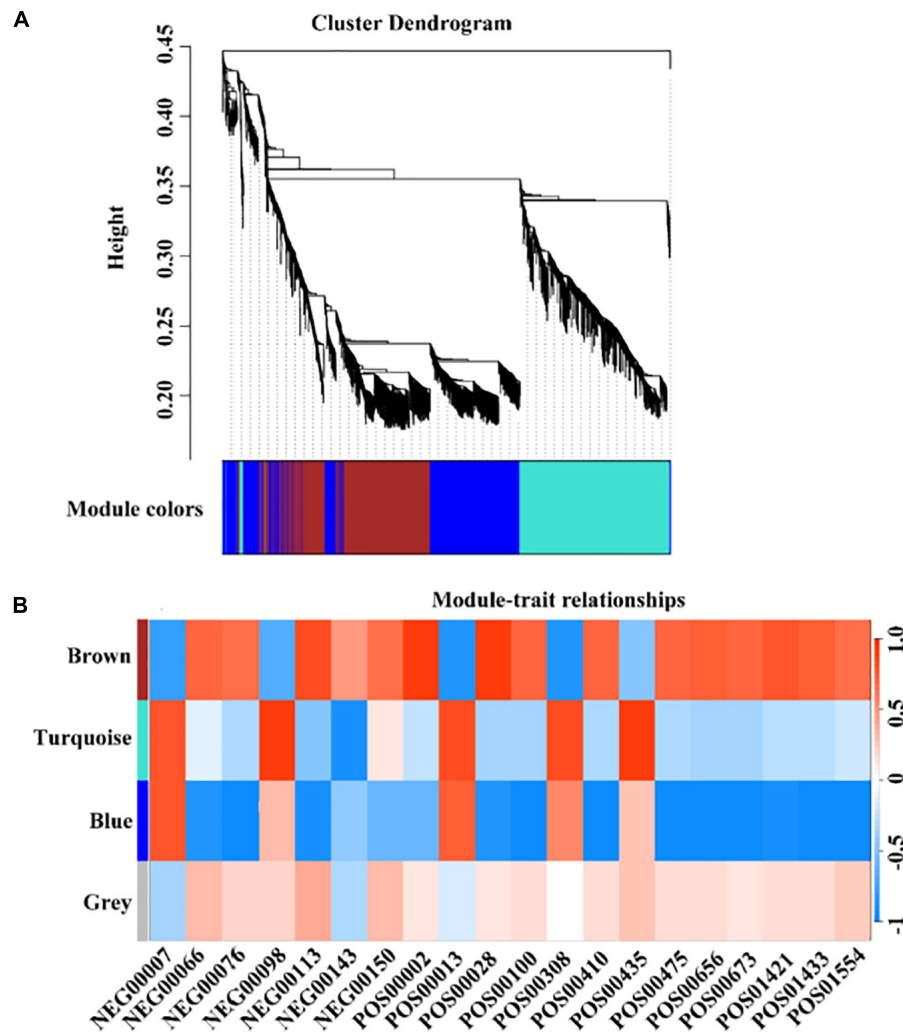 A
Cluster Dendrogram
Height
0.45
0.40
0.35
0.30
0.25
0.20
Module colors
B
Module-trait relationships
Brown
Turquoise
Blue
Grey
1.0
0.5
0
-0.5
-1
NEG00007
NEG00066
NEG00076
NEG00098
NEG00113
NEG00143
NEG00150
POS00002
POS00013
POS00028
POS00100
POS00308
POS00410
POS00435
POS00475
POS00656
POS00673
POS01421
POS01433
POS01554